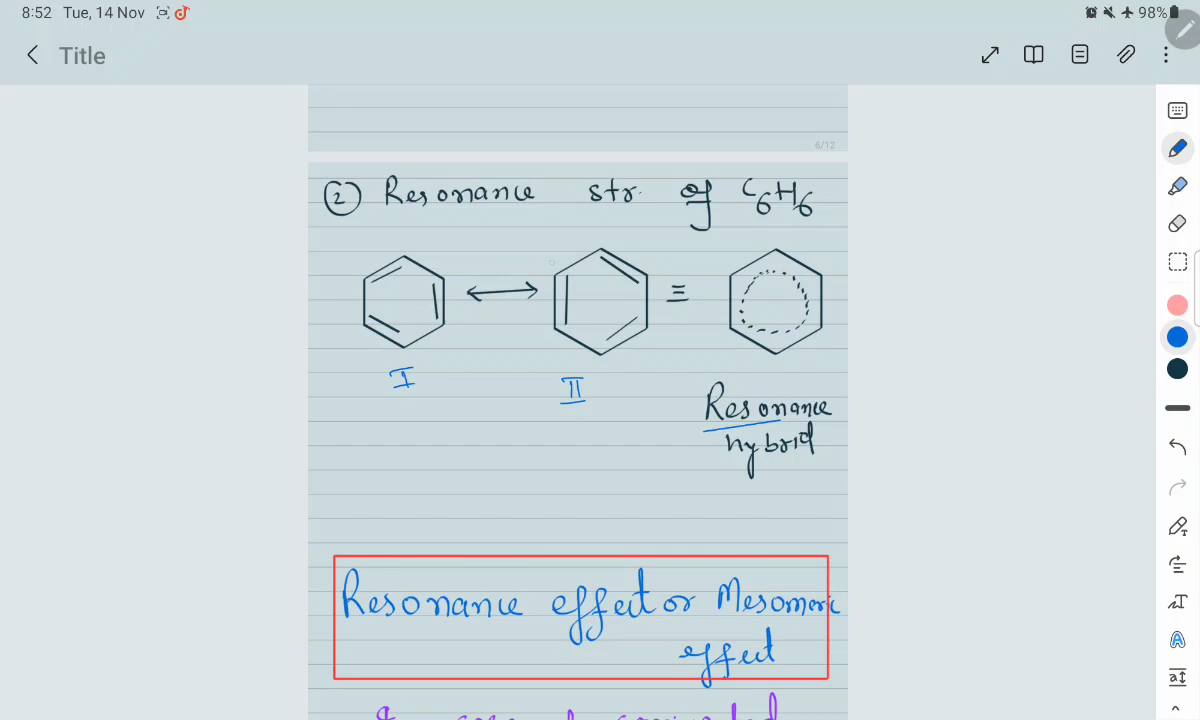 8:52 Tue, 14 Nov 98%
Title
6/12
② Resonance str. of C6H6
≡
I II
Resonance
hybrid
Resonance effect or Mesomeric
effect